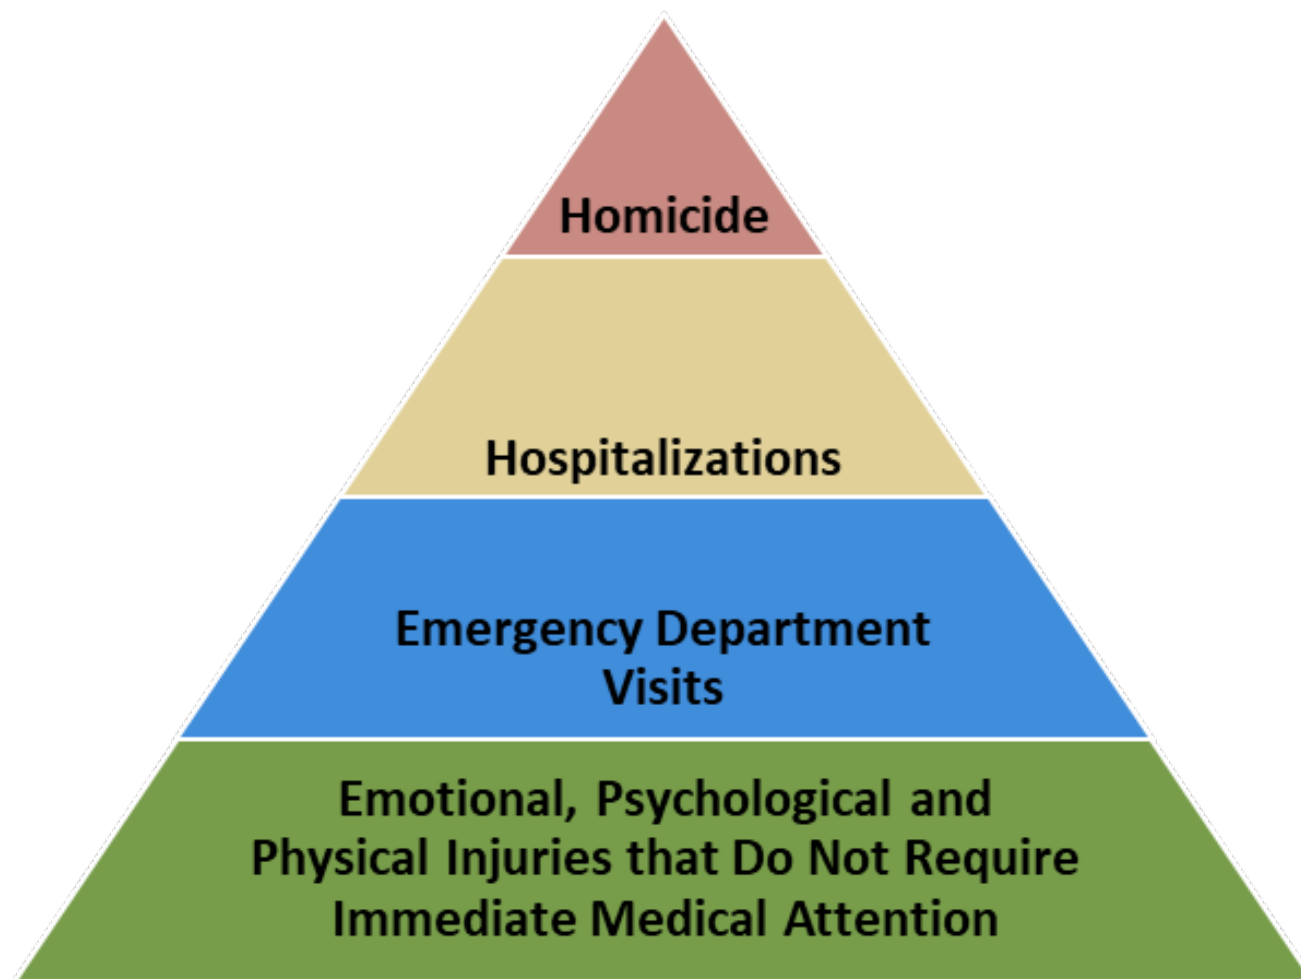 Homicide
Hospitalizations
Emergency Department
Visits
Emotional, Psychological and
Physical Injuries that Do Not Require
Immediate Medical Attention